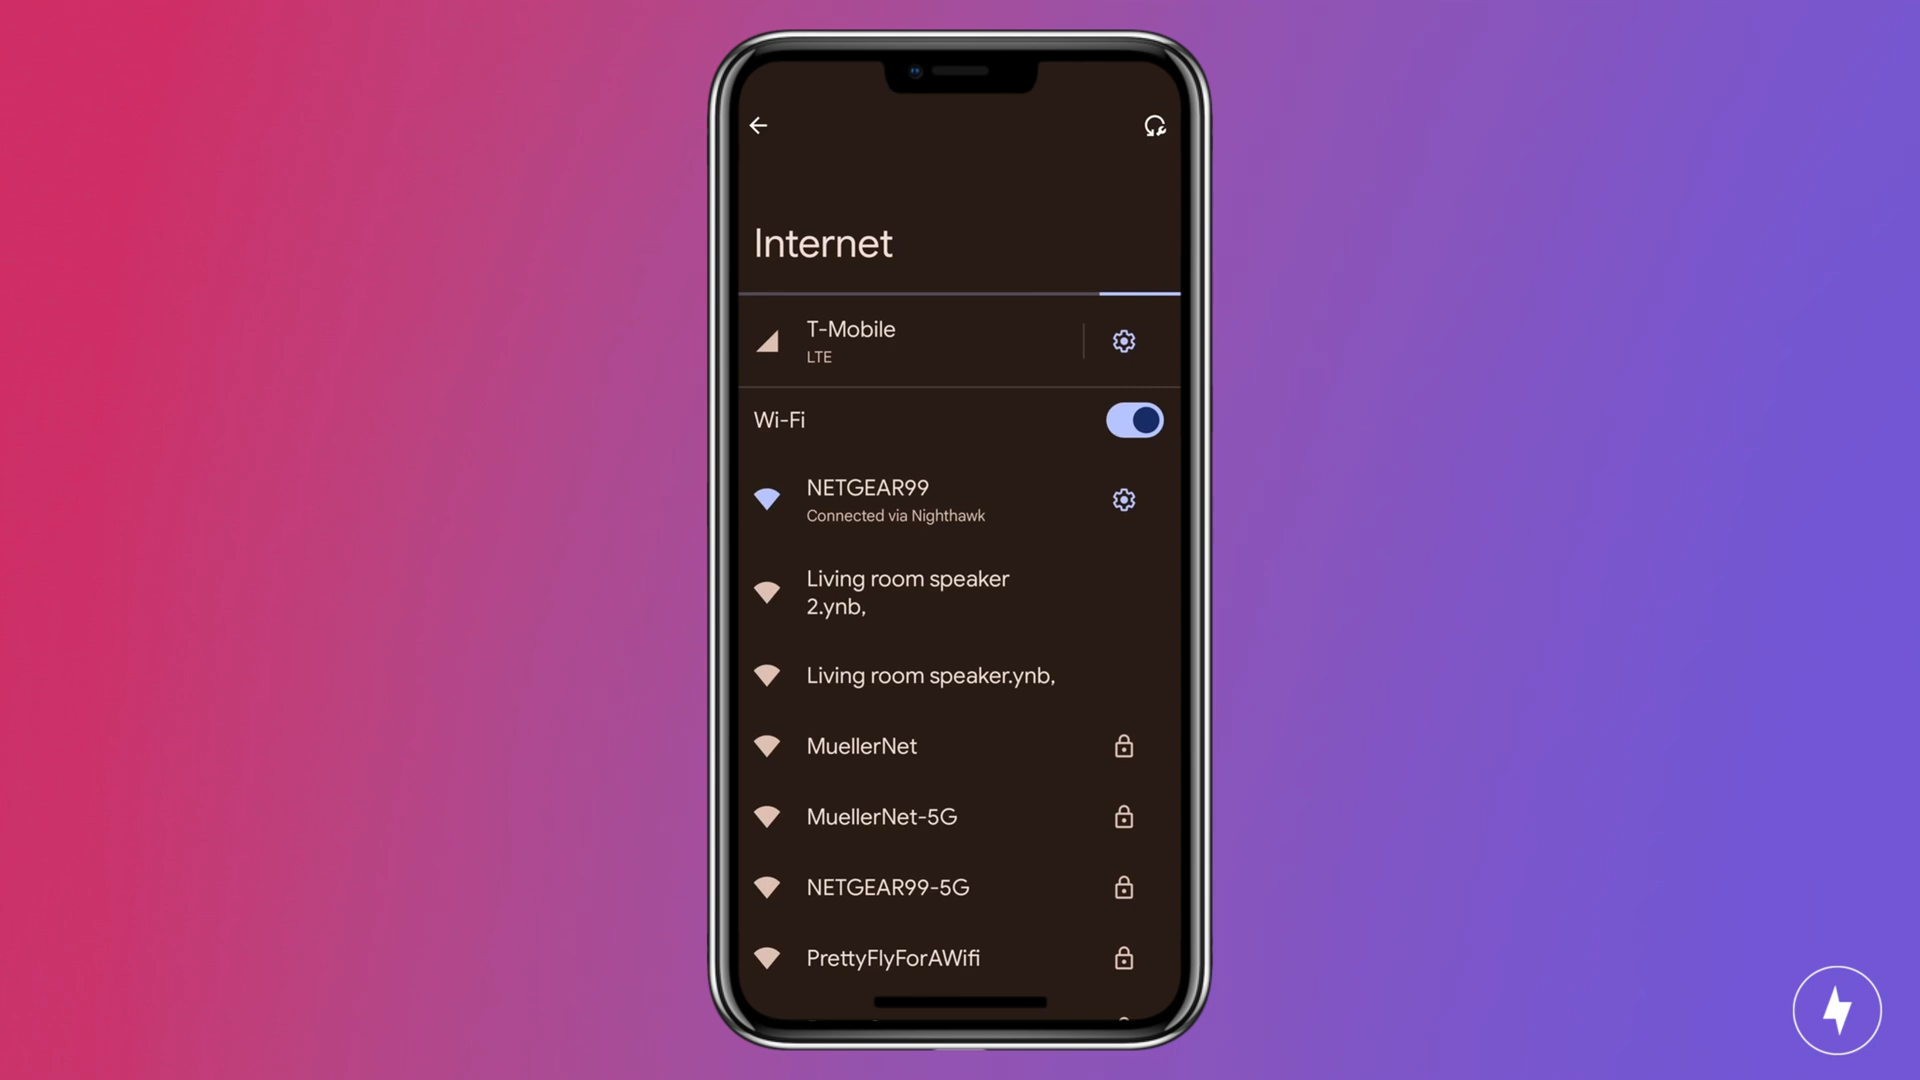 Internet
T-Mobile
LTE
Wi-Fi
NETGEAR99
Connected via Nighthawk
Living room speaker
2.ynb,
Living room speaker.ynb,
MuellerNet
MuellerNet-5G
NETGEAR99-5G
PrettyFlyForAWifi